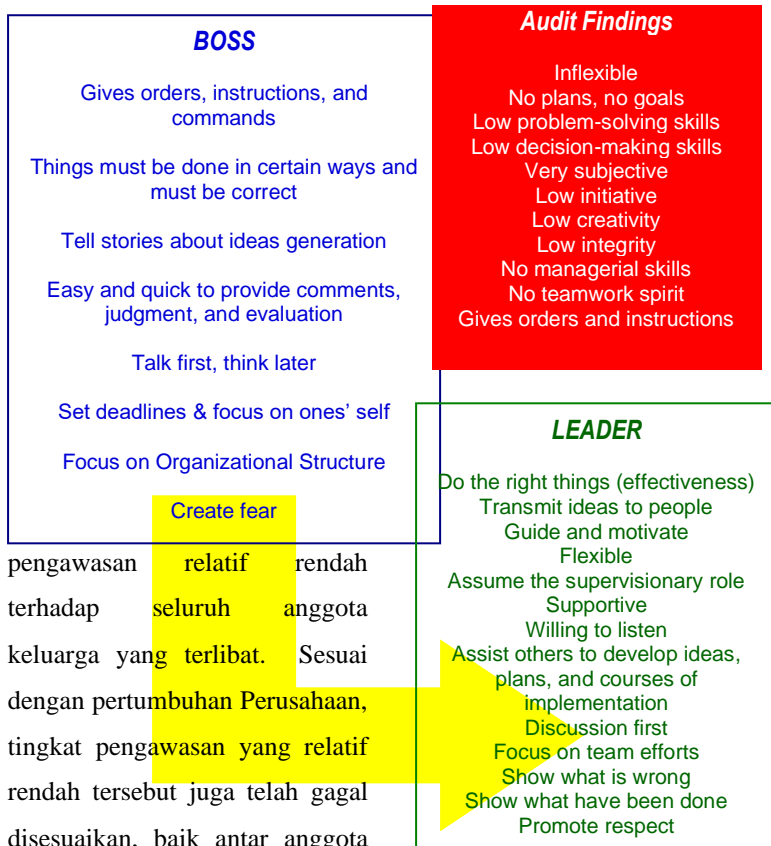 BOSS
Gives orders, instructions, and
commands
Things must be done in certain ways and
must be correct
Tell stories about ideas generation
Easy and quick to provide comments,
judgment, and evaluation
Talk first, think later
Set deadlines & focus on ones' self
Focus on Organizational Structure
Create fear
Audit Findings
Inflexible
No plans, no goals
Low problem-solving skills
Low decision-making skills
Very subjective
Low initiative
Low creativity
Low integrity
No managerial skills
No teamwork spirit
Gives orders and instructions
LEADER
Do the right things (effectiveness)
Transmit ideas to people
Guide and motivate
Flexible
Assume the supervisionary role
Supportive
Willing to listen
Assist others to develop ideas,
plans, and courses of
implementation
Discussion first
Focus on team efforts
Show what is wrong
Show what have been done
Promote respect
pengawasan relatif rendah
terhadap seluruh anggota
keluarga yang terlibat. Sesuai
dengan pertumbuhan Perusahaan,
tingkat pengawasan yang relatif
rendah tersebut juga telah gagal
disesuaikan, baik antar anggota